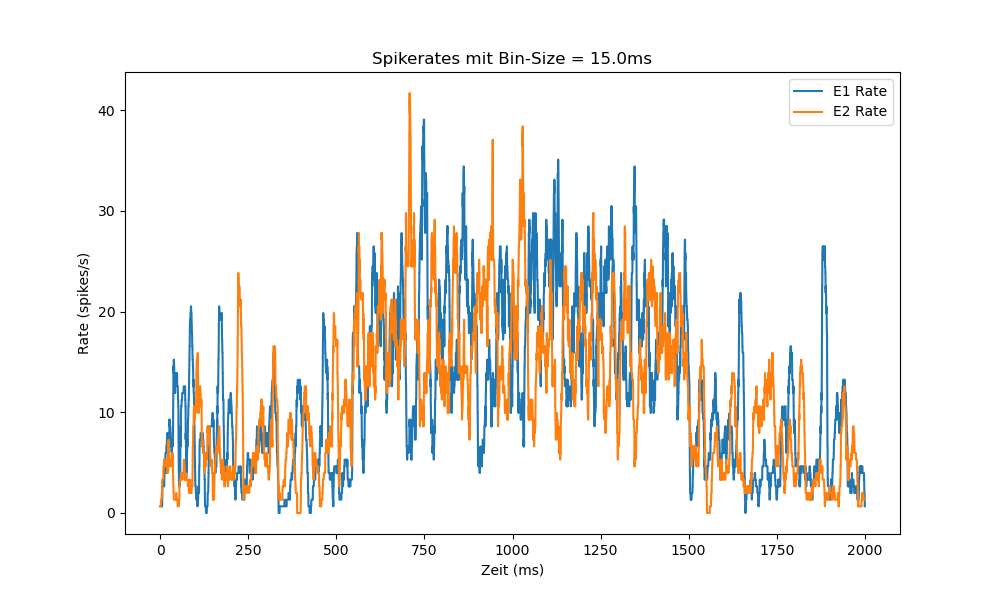 Spikerates mit Bin-Size = 15.0ms
E1 Rate
E2 Rate
Rate (spikes/s)
40
30
20
10
0
0 250 500 750 1000 1250 1500 1750 2000
Zeit (ms)